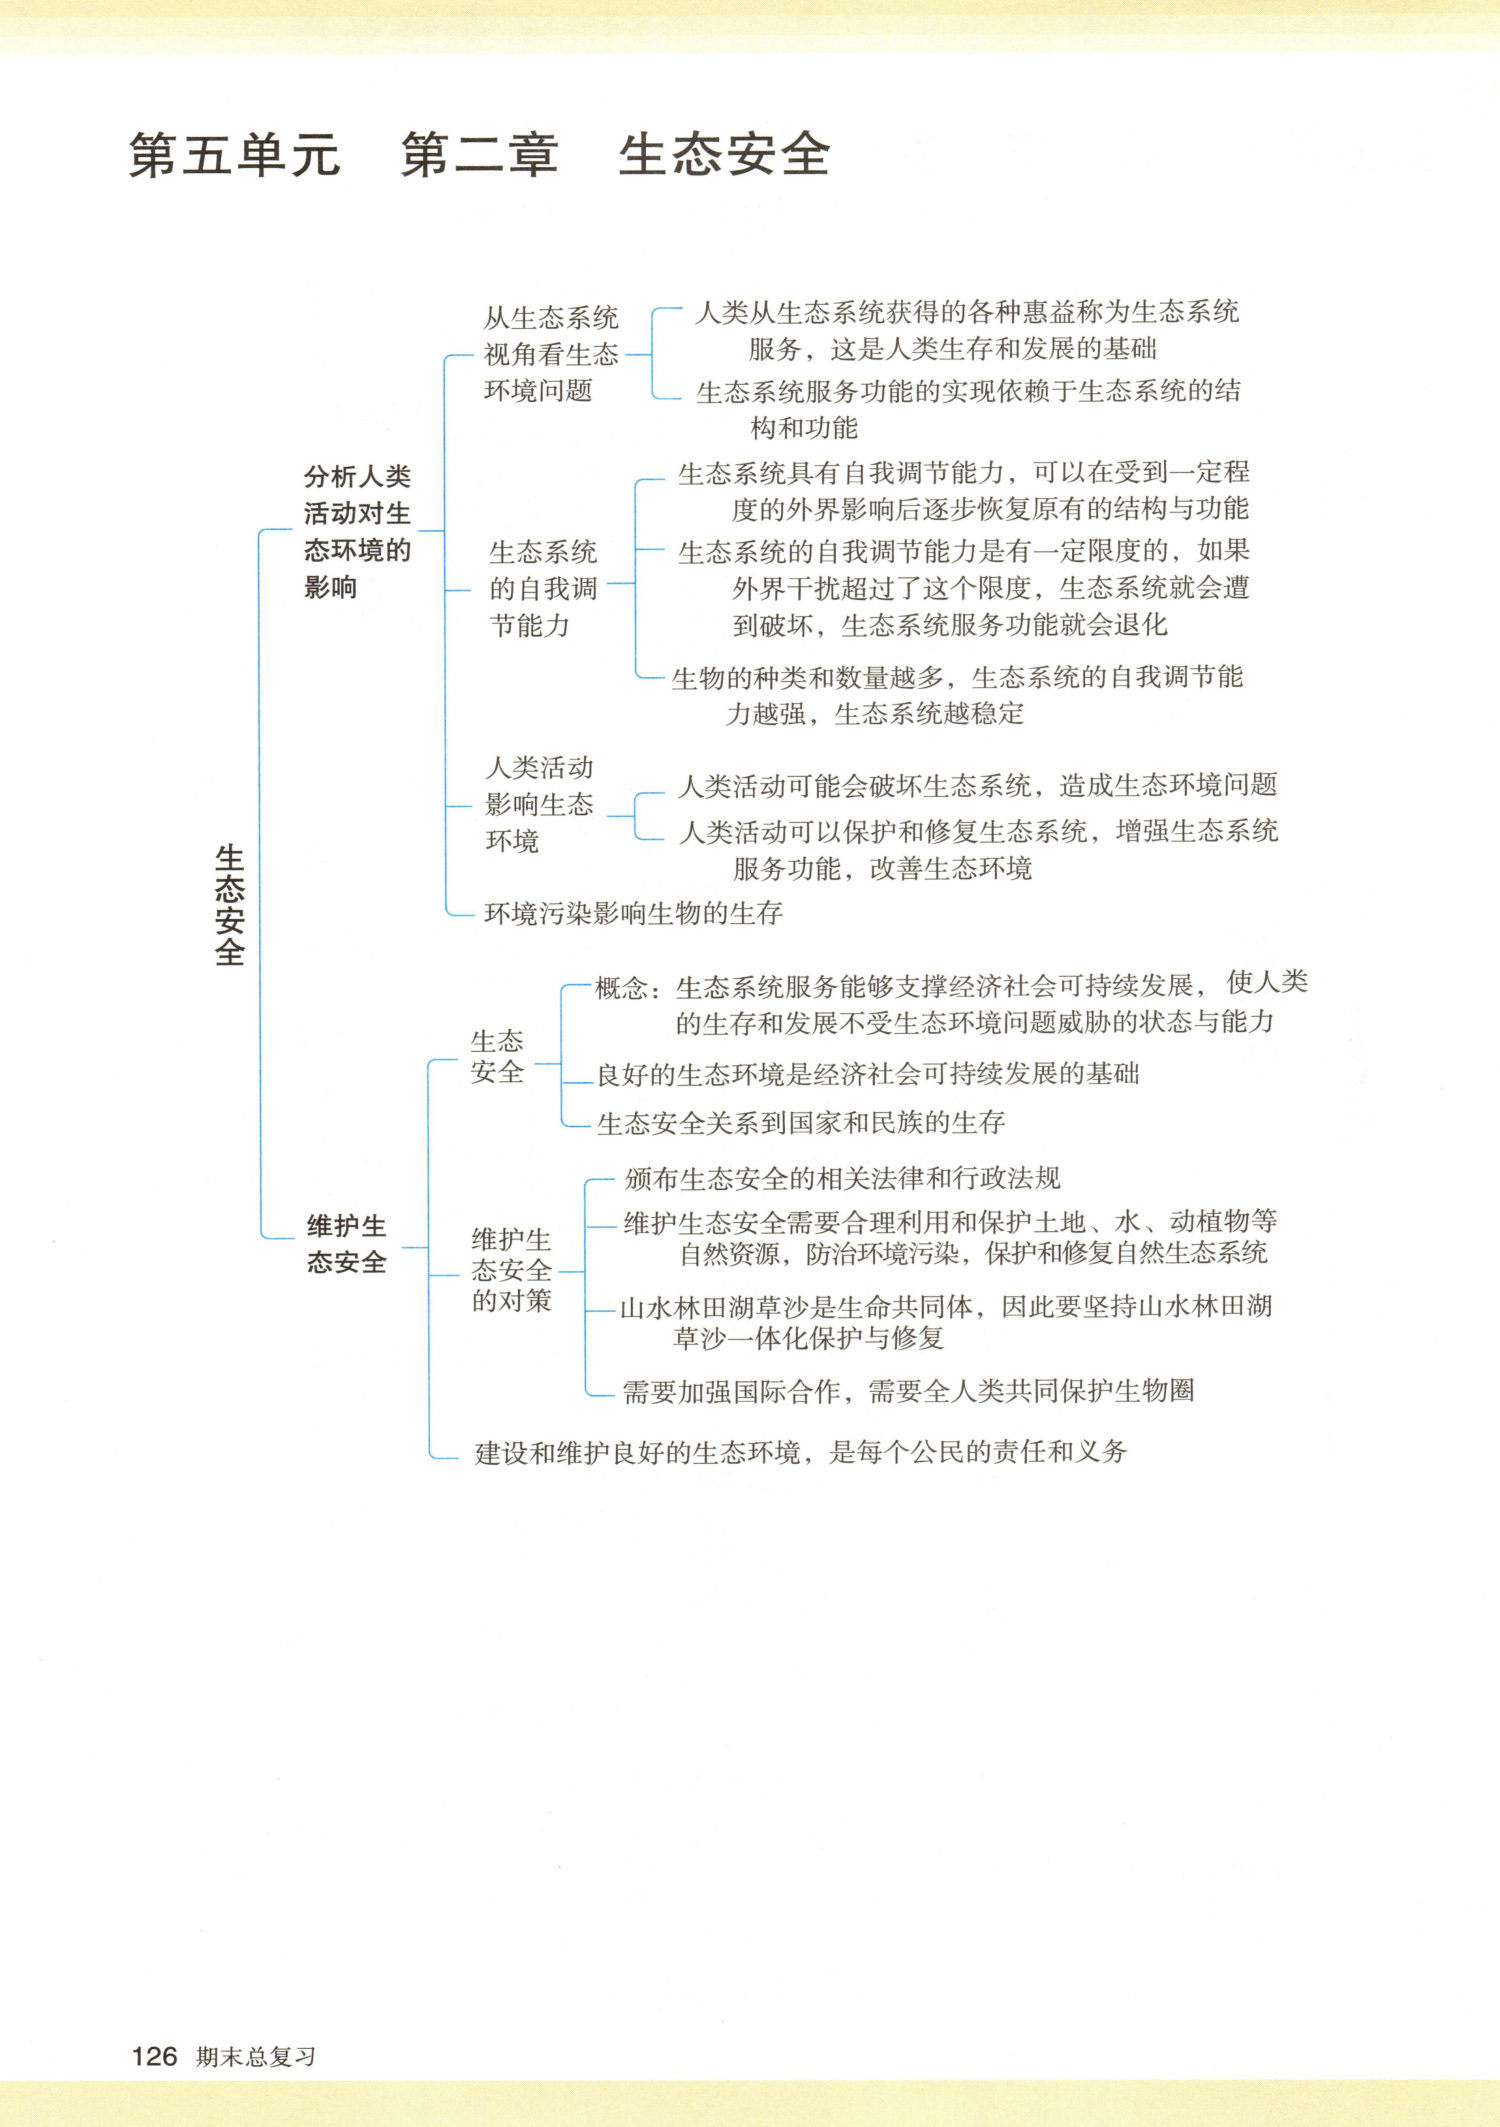 第五单元 第二章 生态安全
从生态系统
视角看生态
环境问题
人类从生态系统获得的各种惠益称为生态系统
服务，这是人类生存和发展的基础
生态系统服务功能的实现依赖于生态系统的结
构和功能
分析人类
活动对生
态环境的
影响
生态系统
的自我调
节能力
生态系统具有自我调节能力，可以在受到一定程
度的外界影响后逐步恢复原有的结构与功能
生态系统的自我调节能力是有一定限度的，如果
外界干扰超过了这个限度，生态系统就会遭
到破坏，生态系统服务功能就会退化
生物的种类和数量越多，生态系统的自我调节能
力越强，生态系统越稳定
人类活动
影响生态
环境
人类活动可能会破坏生态系统，造成生态环境问题
人类活动可以保护和修复生态系统，增强生态系统
服务功能，改善生态环境
环境污染影响生物的生存
生态安全
生态
安全
概念：生态系统服务能够支撑经济社会可持续发展，使人类
的生存和发展不受生态环境问题威胁的状态与能力
良好的生态环境是经济社会可持续发展的基础
生态安全关系到国家和民族的生存
维护生
态安全
维护生
态安全
的对策
颁布生态安全的相关法律和行政法规
维护生态安全需要合理利用和保护土地、水、动植物等
自然资源，防治环境污染，保护和修复自然生态系统
山水林田湖草沙是生命共同体，因此要坚持山水林田湖
草沙一体化保护与修复
需要加强国际合作，需要全人类共同保护生物圈
建设和维护良好的生态环境，是每个公民的责任和义务
126 期末总复习